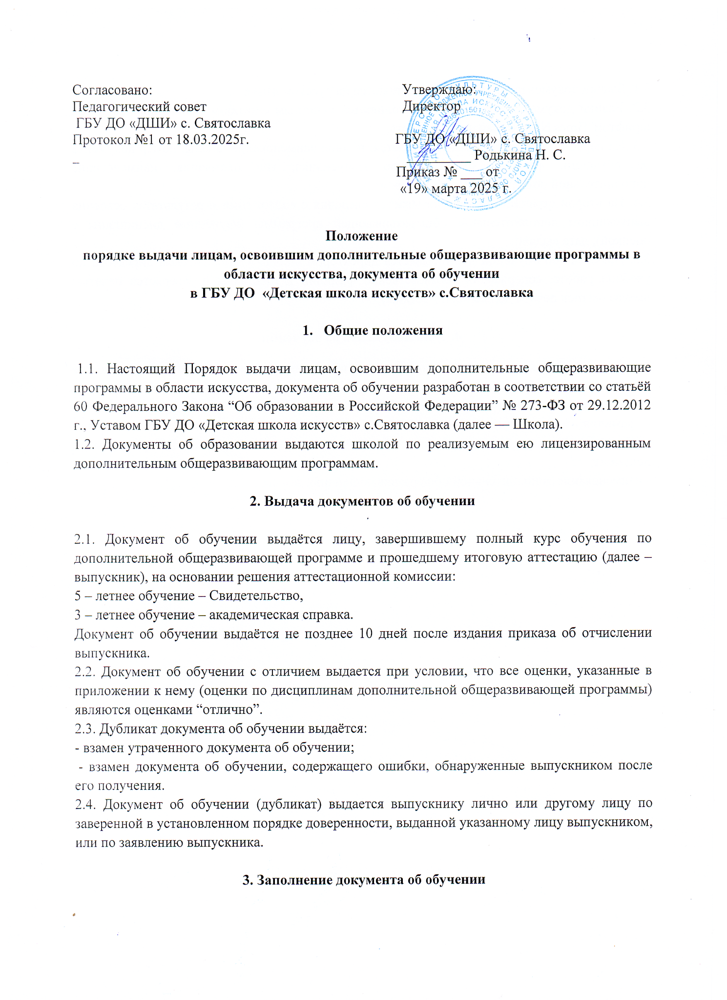 Согласовано:
Педагогический совет
ГБУ ДО «ДШИ» с. Святославка
Протокол №1 от 18.03.2025г.
_
Утверждаю:
Директор
ГБУ ДО «ДШИ» с. Святославка
_________ Родькина Н. С.
Приказ № ___ от
«19» марта 2025 г.
Положение
порядке выдачи лицам, освоившим дополнительные общеразвивающие программы в
области искусства, документа об обучении
в ГБУ ДО «Детская школа искусств» с.Святославка
1. Общие положения
1.1. Настоящий Порядок выдачи лицам, освоившим дополнительные общеразвивающие
программы в области искусства, документа об обучении разработан в соответствии со статьёй
60 Федерального Закона “Об образовании в Российской Федерации” № 273-ФЗ от 29.12.2012
г., Уставом ГБУ ДО «Детская школа искусств» с.Святославка (далее — Школа).
1.2. Документы об образовании выдаются школой по реализуемым ею лицензированным
дополнительным общеразвивающим программам.
2. Выдача документов об обучении
2.1. Документ об обучении выдаётся лицу, завершившему полный курс обучения по
дополнительной общеразвивающей программе и прошедшему итоговую аттестацию (далее –
выпускник), на основании решения аттестационной комиссии:
5 – летнее обучение – Свидетельство,
3 – летнее обучение – академическая справка.
Документ об обучении выдаётся не позднее 10 дней после издания приказа об отчислении
выпускника.
2.2. Документ об обучении с отличием выдается при условии, что все оценки, указанные в
приложении к нему (оценки по дисциплинам дополнительной общеразвивающей программы)
являются оценками “отлично”.
2.3. Дубликат документа об обучении выдаётся:
- взамен утраченного документа об обучении;
- взамен документа об обучении, содержащего ошибки, обнаруженные выпускником после
его получения.
2.4. Документ об обучении (дубликат) выдается выпускнику лично или другому лицу по
заверенной в установленном порядке доверенности, выданной указанному лицу выпускником,
или по заявлению выпускника.
3. Заполнение документа об обучении